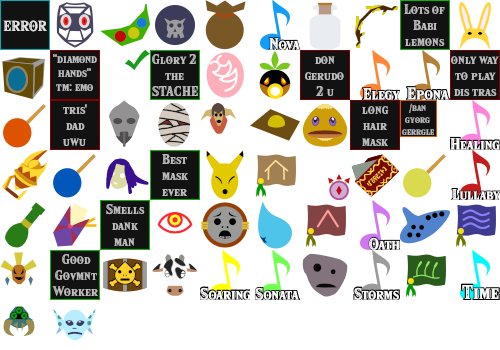 ERROR
Nova
LOTS OF
BABI
LEMONS
"DIAMOND
HANDS"
TM: EMO
GLORY 2
THE
STACHE
DON
GERUDO
2 U
Elegy
Epona
ONLY WAY
TO PLAY
DIS TRAS
TRIS'
DAD
UWU
LONG
HAIR
MASK
/BAN
GYORG
GERRGLE
Healing
BEST
MASK
EVER
Lullaby
SMELLS
DANK
MAN
Oath
GOOD
GOVMNT
WORKER
Soaring
Sonata
Storms
Time